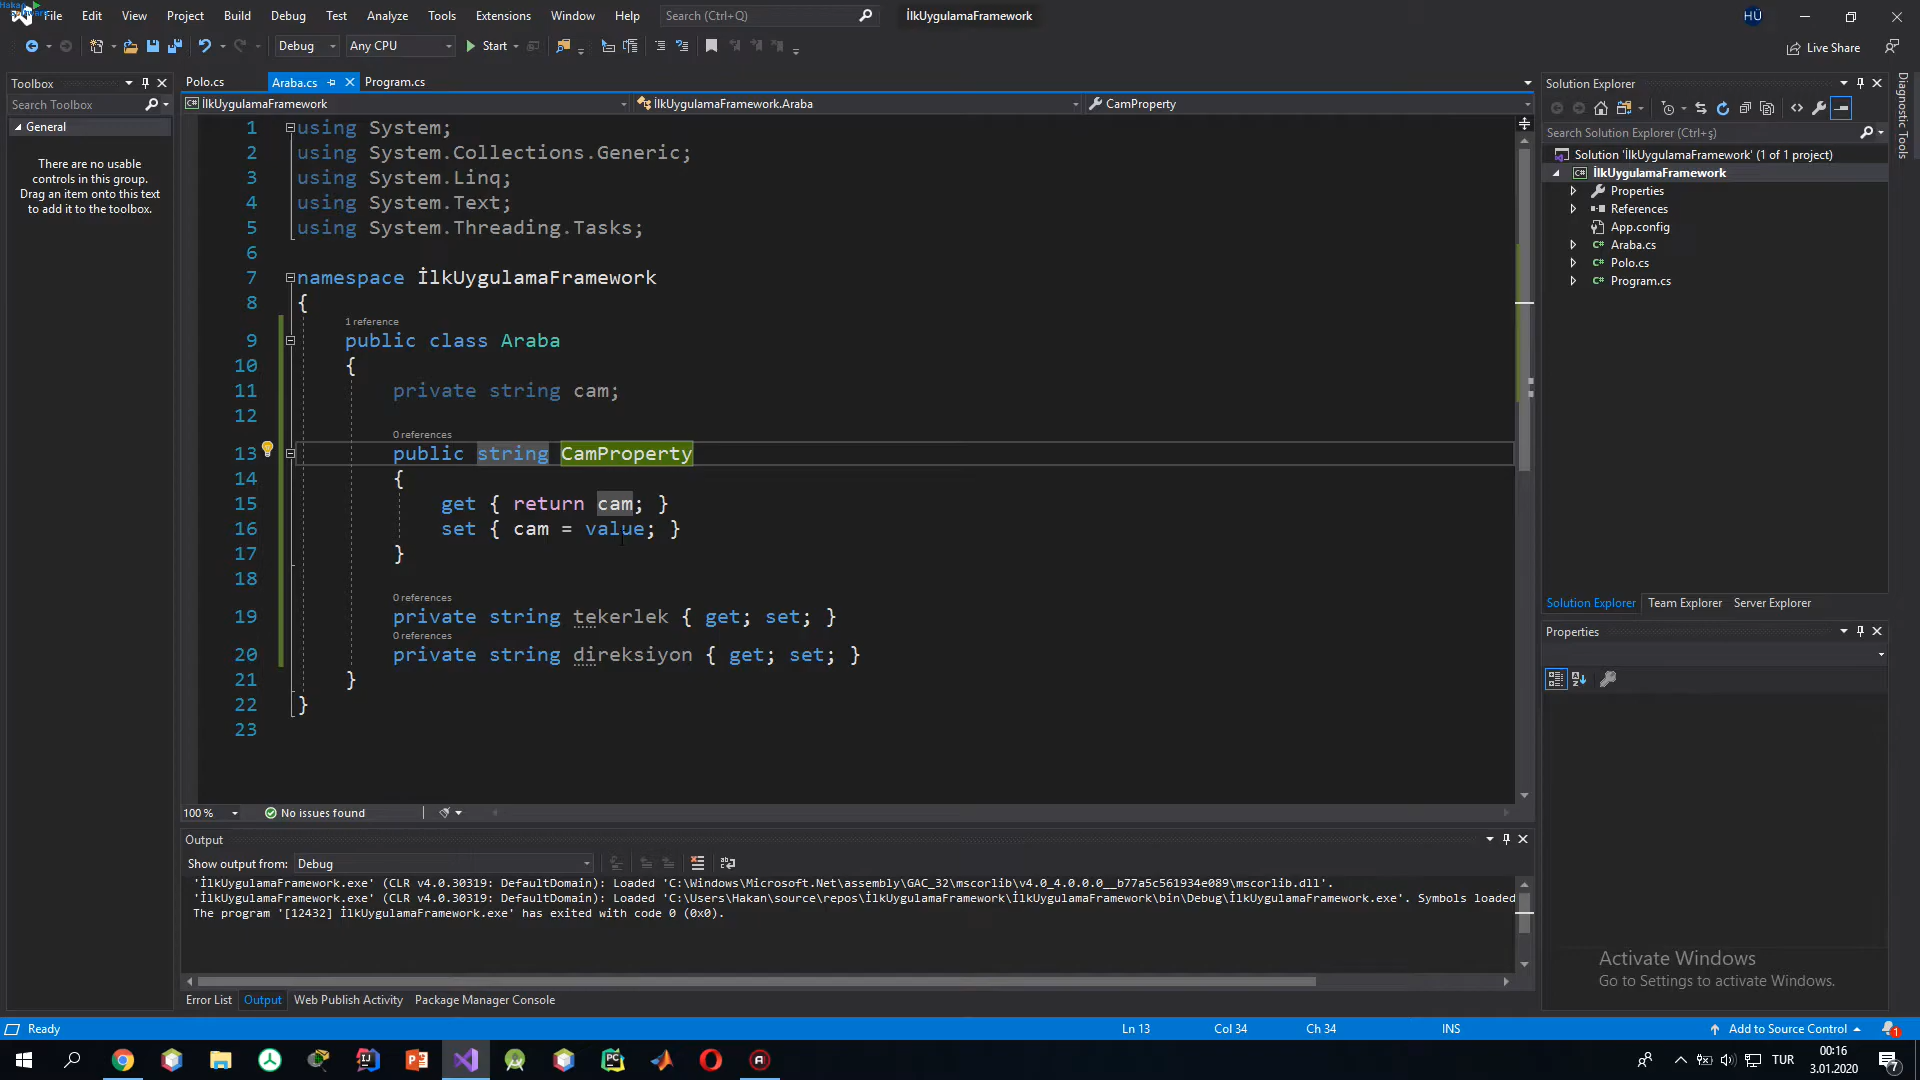 File Edit View Project Build Debug Test Analyze Tools Extensions Window Help Search (Ctrl+Q) İlkUygulamaFramework HÜ
Debug Any CPU Start Live Share
Toolbox
Search Toolbox
General
There are no usable
controls in this group.
Drag an item onto this text
to add it to the toolbox.
Polo.cs Araba.cs Program.cs
İlkUygulamaFramework İlkUygulamaFramework.Araba CamProperty
1 using System;
2 using System.Collections.Generic;
3 using System.Linq;
4 using System.Text;
5 using System.Threading.Tasks;
6
7 namespace İlkUygulamaFramework
8 {
1 reference
9 public class Araba
10 {
11 private string cam;
12
0 references
13 public string CamProperty
14 {
15 get { return cam; }
16 set { cam = value; }
17 }
18
0 references
19 private string tekerlek { get; set; }
0 references
20 private string direksiyon { get; set; }
21 }
22 }
23
100 % No issues found
Output
Show output from: Debug
'İlkUygulamaFramework.exe' (CLR v4.0.30319: DefaultDomain): Loaded 'C:\Windows\Microsoft.Net\assembly\GAC_32\mscorlib\v4.0_4.0.0.0__b77a5c561934e089\mscorlib.dll'.
'İlkUygulamaFramework.exe' (CLR v4.0.30319: DefaultDomain): Loaded 'C:\Users\Hakan\source\repos\İlkUygulamaFramework\İlkUygulamaFramework\bin\Debug\İlkUygulamaFramework.exe'. Symbols loaded
The program '[12432] İlkUygulamaFramework.exe' has exited with code 0 (0x0).
Error List Output Web Publish Activity Package Manager Console
Solution Explorer
Search Solution Explorer (Ctrl+ş)
Solution 'İlkUygulamaFramework' (1 of 1 project)
İlkUygulamaFramework
Properties
References
App.config
Araba.cs
Polo.cs
Program.cs
Solution Explorer Team Explorer Server Explorer
Properties
Diagnostic Tools
Activate Windows
Go to Settings to activate Windows.
Ready Ln 13 Col 34 Ch 34 INS Add to Source Control 1
TUR 00:16
3.01.2020 7